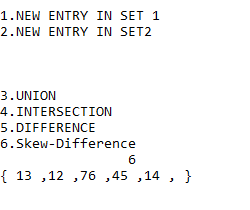 1.NEW ENTRY IN SET 1
2.NEW ENTRY IN SET2
3.UNION
4.INTERSECTION
5.DIFFERENCE
6.Skew-Difference
6
{ 13 ,12 ,76 ,45 ,14 , }